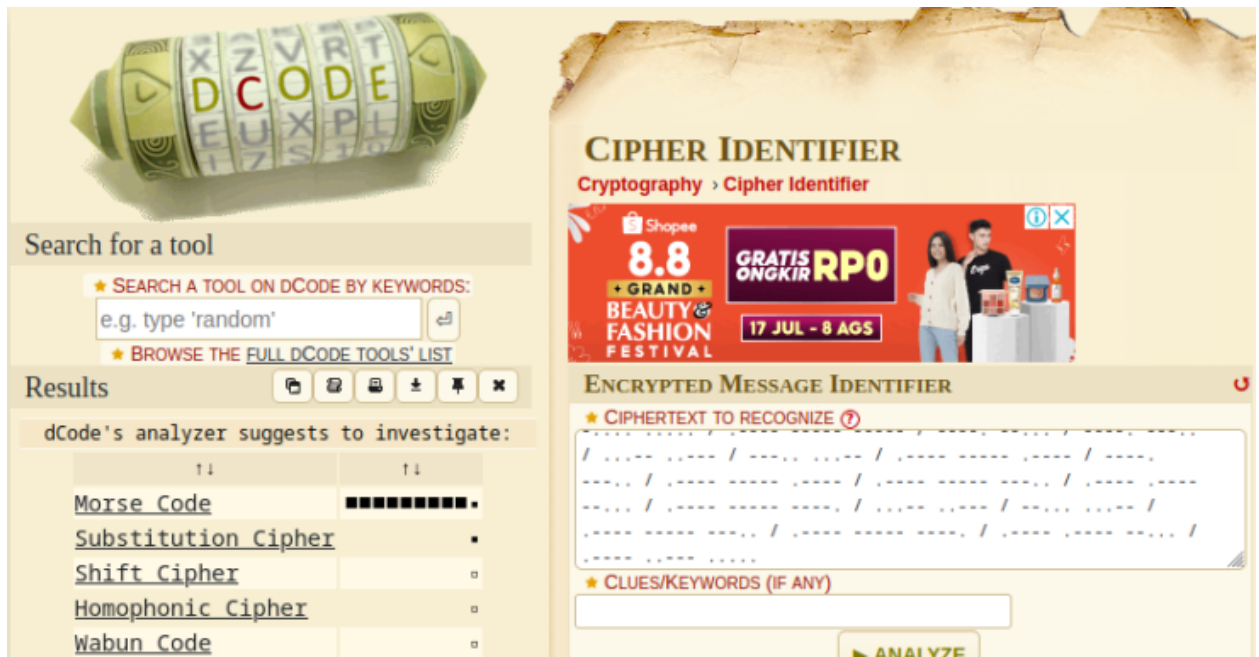 X Z V R T
DCODE
E U X P L
Search for a tool
★ SEARCH A TOOL ON DCODE BY KEYWORDS:
e.g. type 'random'
★ BROWSE THE FULL DCODE TOOLS' LIST
Results
dCode's analyzer suggests to investigate:
↑↓ ↑↓
Morse Code
Substitution Cipher
Shift Cipher
Homophonic Cipher
Wabun Code
CIPHER IDENTIFIER
Cryptography › Cipher Identifier
Shopee
8.8
+ GRAND +
BEAUTY &
FASHION
FESTIVAL
GRATIS
ONGKIR RP0
17 JUL - 8 AGS
ENCRYPTED MESSAGE IDENTIFIER
★ CIPHERTEXT TO RECOGNIZE ?
/ ...-- ..--- / ---.. ...-- / .---- ----- .---- / ----.
---.. / .---- ----- .---- / .---- ----- ---.. / .---- .----
--... / .---- ----- ----. / ...-- ..--- / --... ...-- /
.---- ----- ---.. / .---- ----- ----. / .---- .---- --... /
.---- ..--- .....
★ CLUES/KEYWORDS (IF ANY)
► ANALYZE